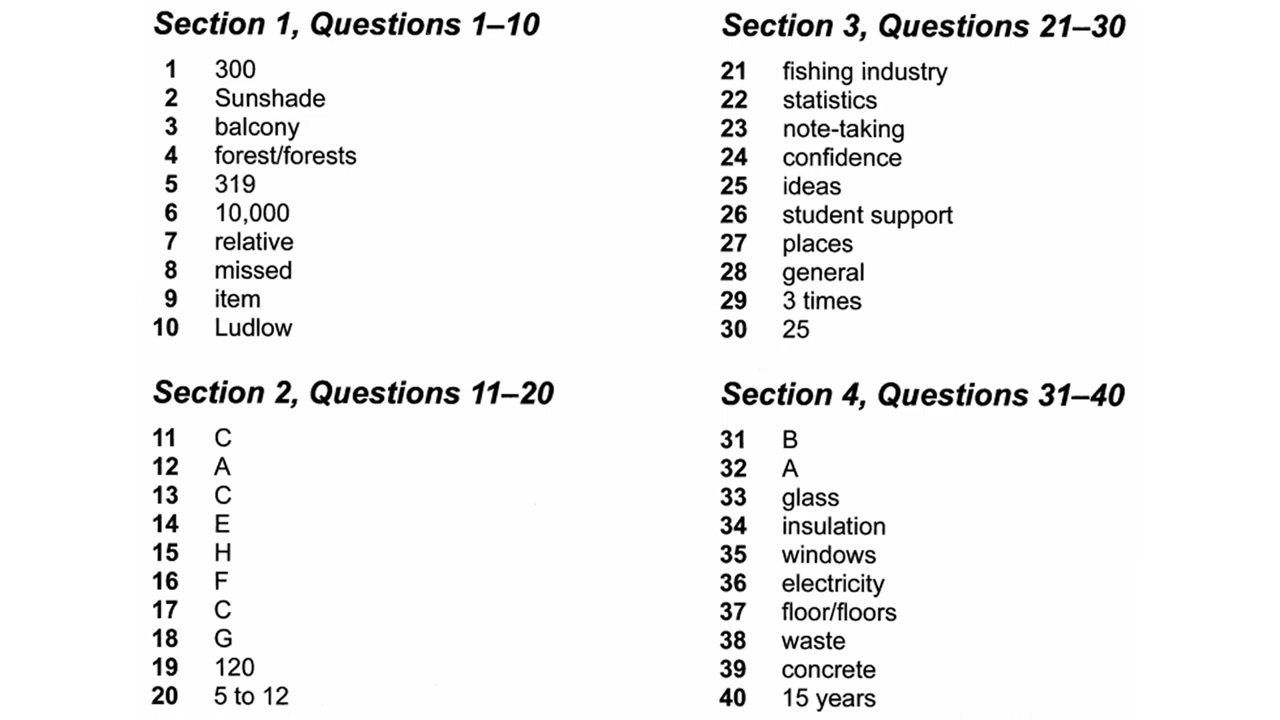 Section 1, Questions 1–10
1 300
2 Sunshade
3 balcony
4 forest/forests
5 319
6 10,000
7 relative
8 missed
9 item
10 Ludlow
Section 2, Questions 11–20
11 C
12 A
13 C
14 E
15 H
16 F
17 C
18 G
19 120
20 5 to 12
Section 3, Questions 21–30
21 fishing industry
22 statistics
23 note-taking
24 confidence
25 ideas
26 student support
27 places
28 general
29 3 times
30 25
Section 4, Questions 31–40
31 B
32 A
33 glass
34 insulation
35 windows
36 electricity
37 floor/floors
38 waste
39 concrete
40 15 years